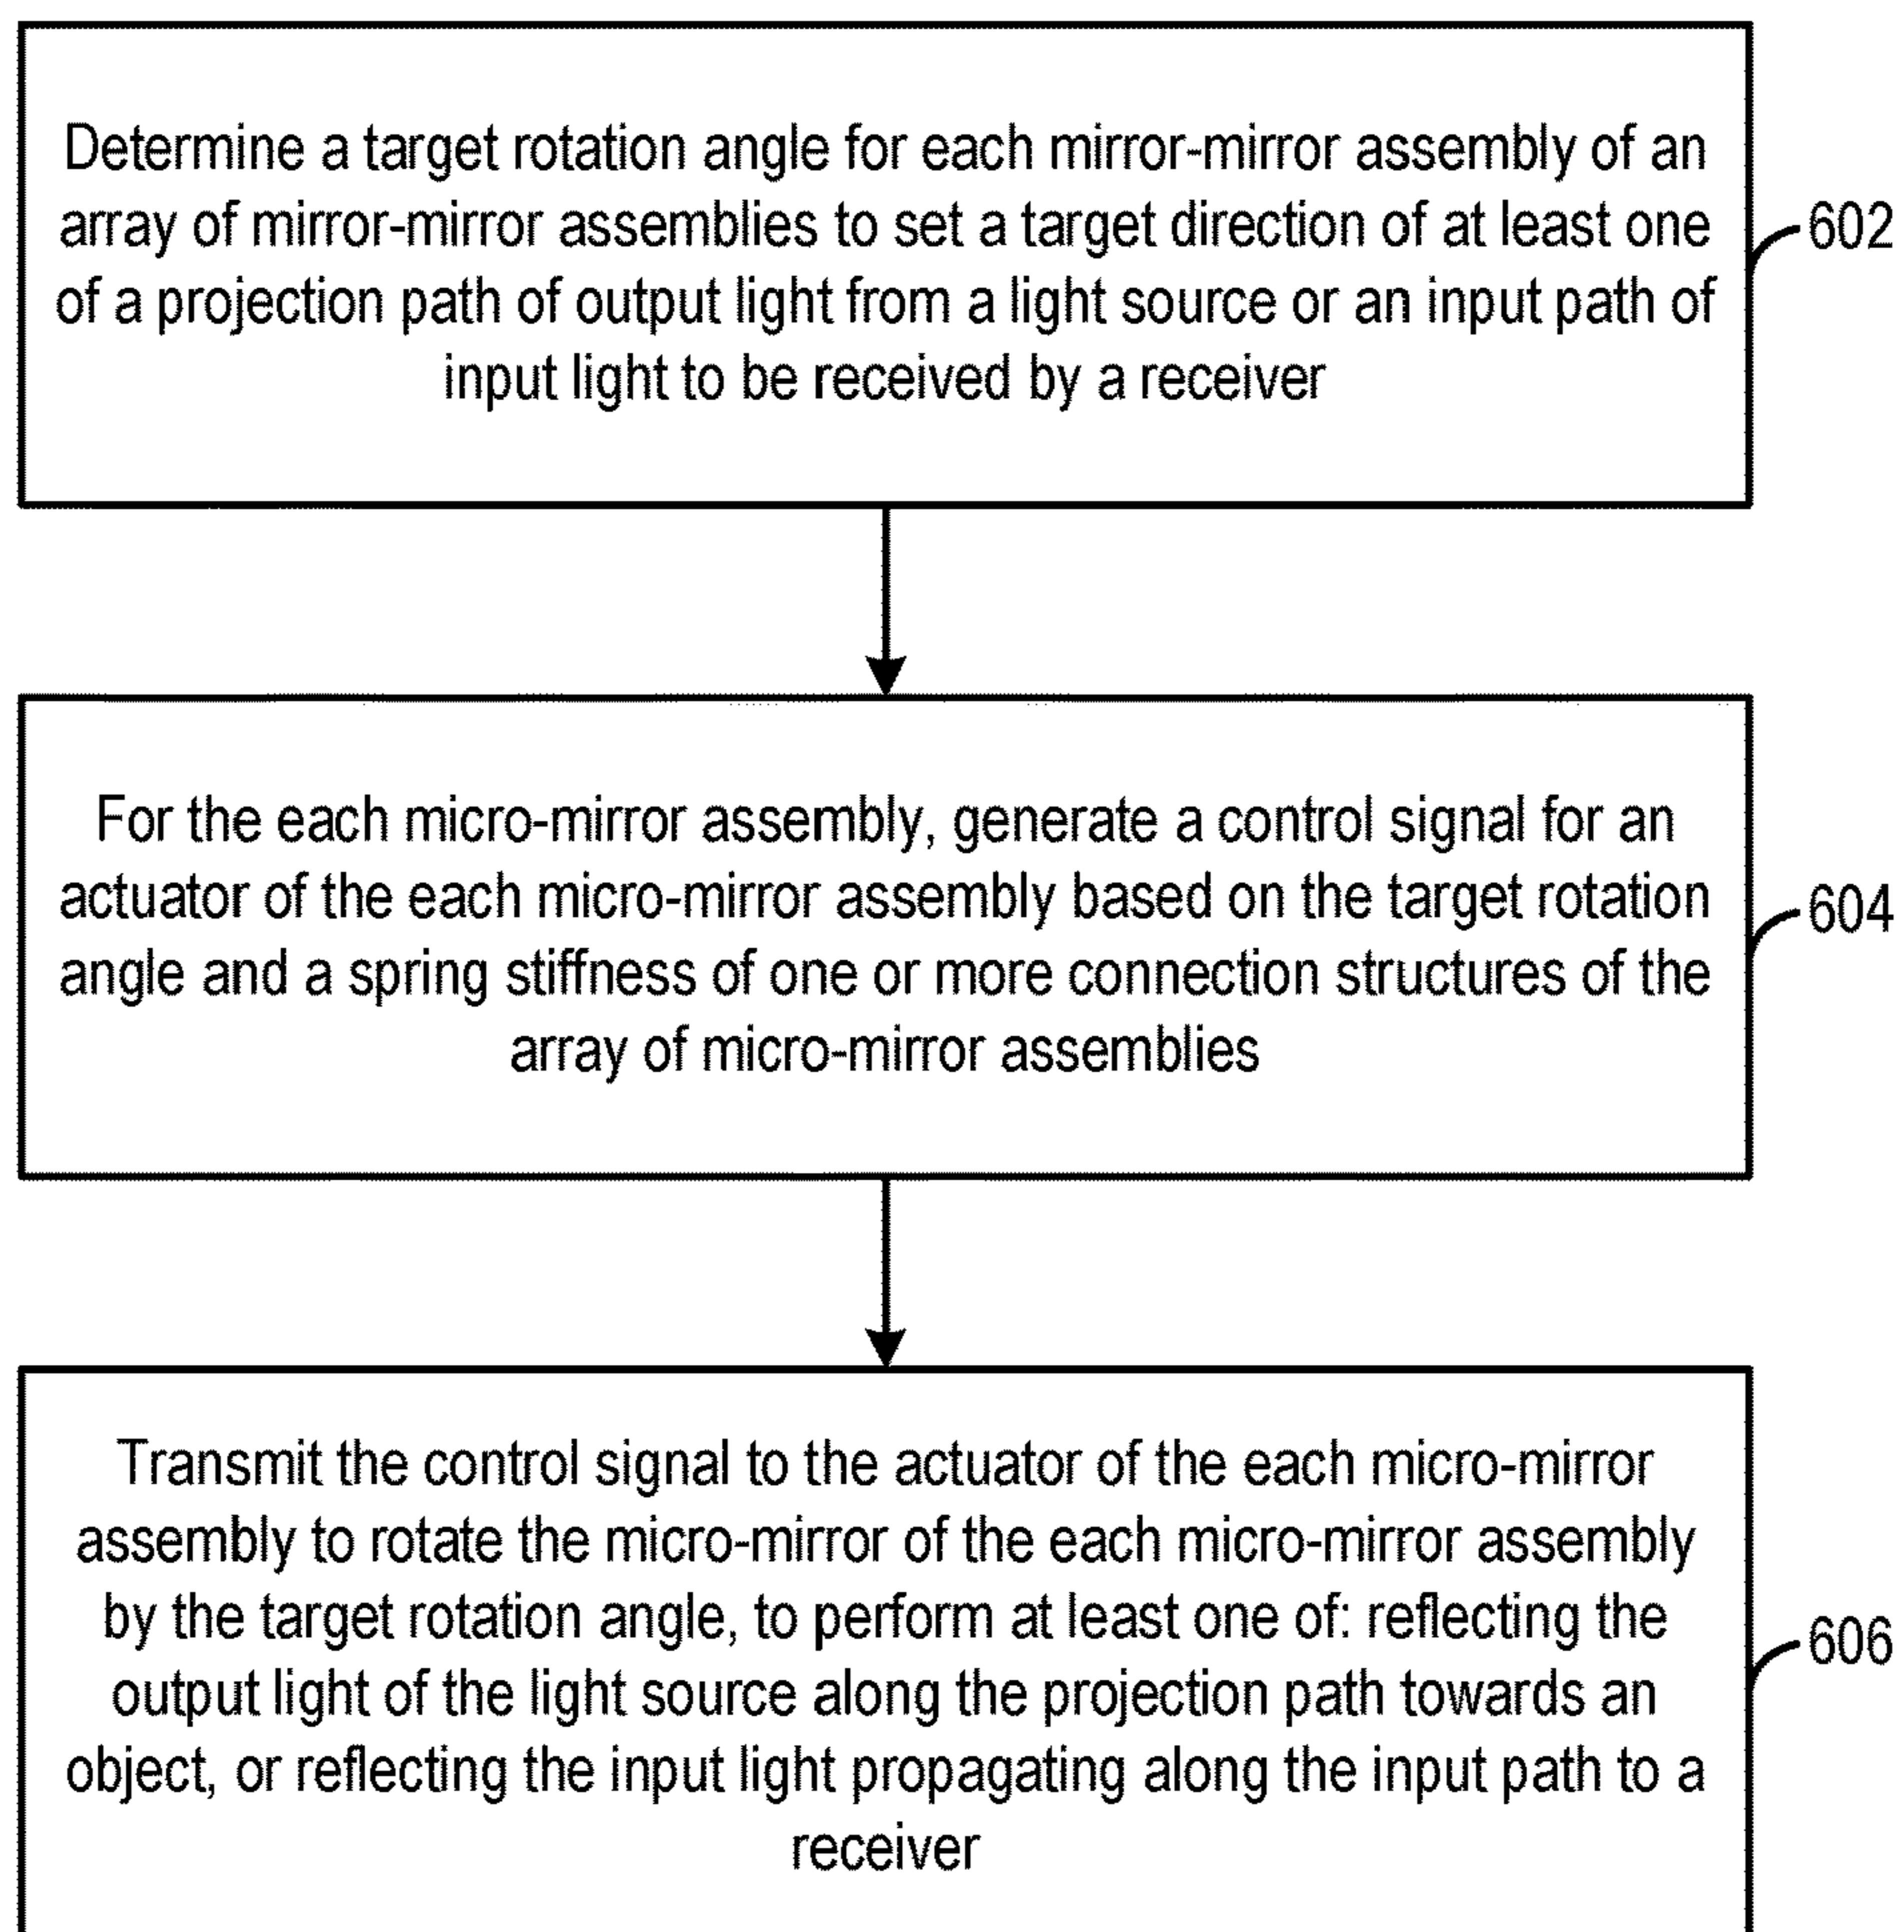 Determine a target rotation angle for each mirror-mirror assembly of an
array of mirror-mirror assemblies to set a target direction of at least one
of a projection path of output light from a light source or an input path of
input light to be received by a receiver
602
For the each micro-mirror assembly, generate a control signal for an
actuator of the each micro-mirror assembly based on the target rotation
angle and a spring stiffness of one or more connection structures of the
array of micro-mirror assemblies
604
Transmit the control signal to the actuator of the each micro-mirror
assembly to rotate the micro-mirror of the each micro-mirror assembly
by the target rotation angle, to perform at least one of: reflecting the
output light of the light source along the projection path towards an
object, or reflecting the input light propagating along the input path to a
receiver
606